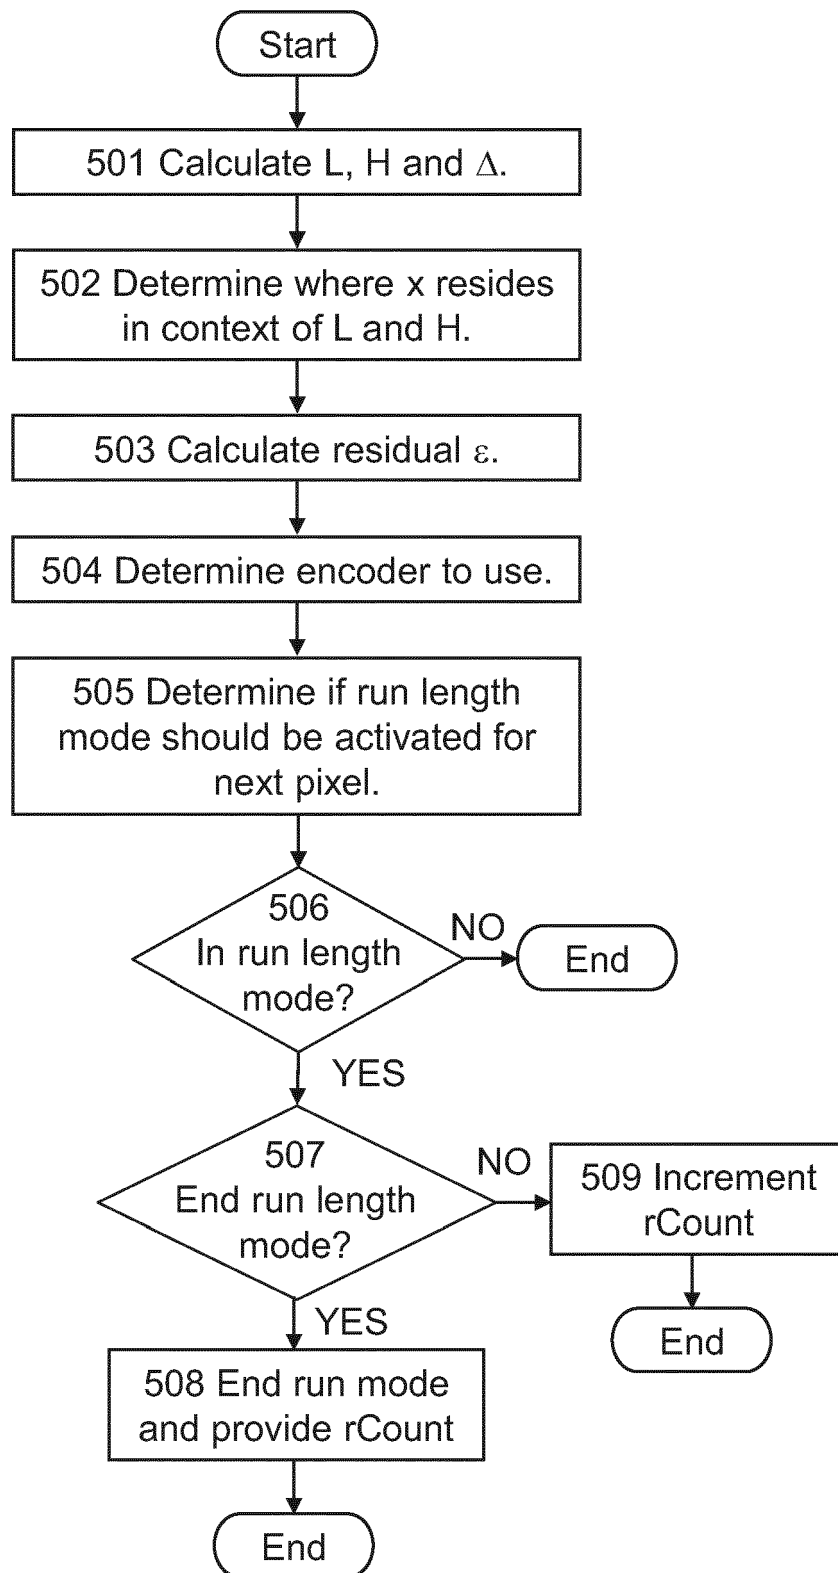 Start
501 Calculate L, H and Δ.
502 Determine where x resides
in context of L and H.
503 Calculate residual ε.
504 Determine encoder to use.
505 Determine if run length
mode should be activated for
next pixel.
506
In run length
mode?
NO
End
YES
507
End run length
mode?
NO
509 Increment
rCount
End
YES
508 End run mode
and provide rCount
End